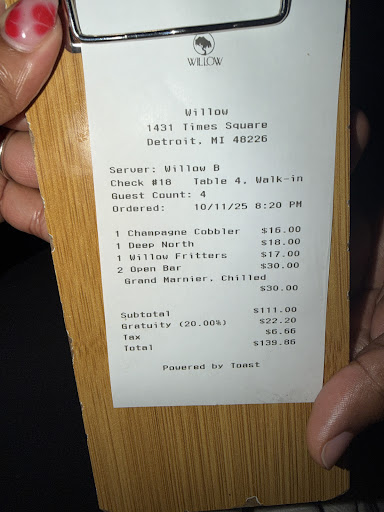 WILLOW
Willow
1431 Times Square
Detroit, MI 48226
Server: Willow B
Check #18 Table 4, Walk-in
Guest Count: 4
Ordered: 10/11/25 8:20 PM
1 Champagne Cobbler $16.00
1 Deep North $18.00
1 Willow Fritters $17.00
2 Open Bar $30.00
Grand Marnier, Chilled
$30.00
Subtotal $111.00
Gratuity (20.00%) $22.20
Tax $6.66
Total $139.86
Powered by Toast